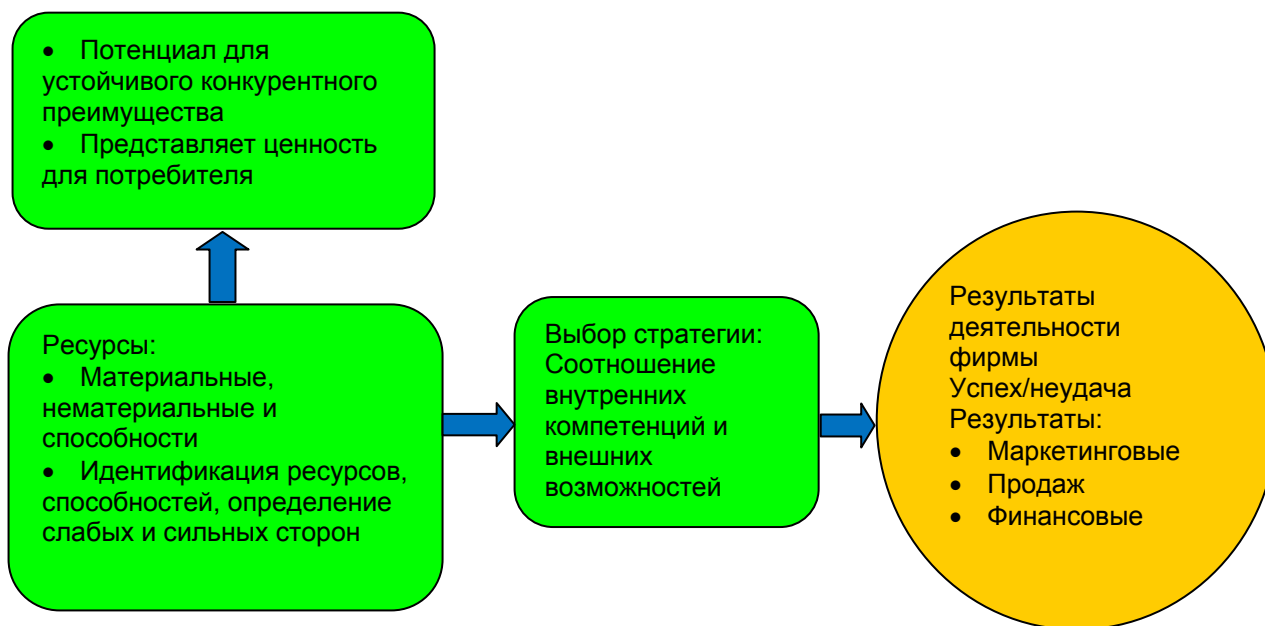 • Потенциал для
устойчивого конкурентного
преимущества
• Представляет ценность
для потребителя
Ресурсы:
• Материальные,
нематериальные и
способности
• Идентификация ресурсов,
способностей, определение
слабых и сильных сторон
Выбор стратегии:
Соотношение
внутренних
компетенций и
внешних
возможностей
Результаты
деятельности
фирмы
Успех/неудача
Результаты:
• Маркетинговые
• Продаж
• Финансовые